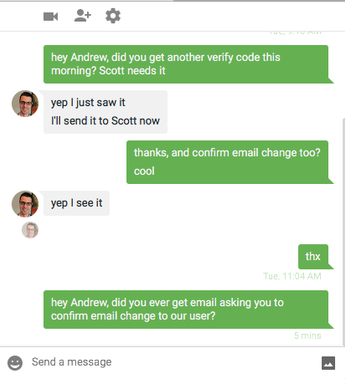 hey Andrew, did you get another verify code this
morning? Scott needs it
yep I just saw it
I'll send it to Scott now
thanks, and confirm email change too?
cool
yep I see it
thx
Tue, 11:04 AM
hey Andrew, did you ever get email asking you to
confirm email change to our user?
5 mins
Send a message